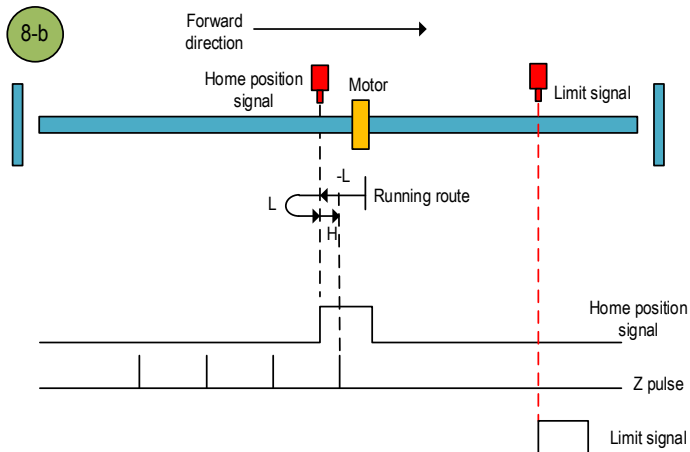 8-b
Forward
direction
Home position
signal
Motor
Limit signal
-L
Running route
L
H
Home position
signal
Z pulse
Limit signal